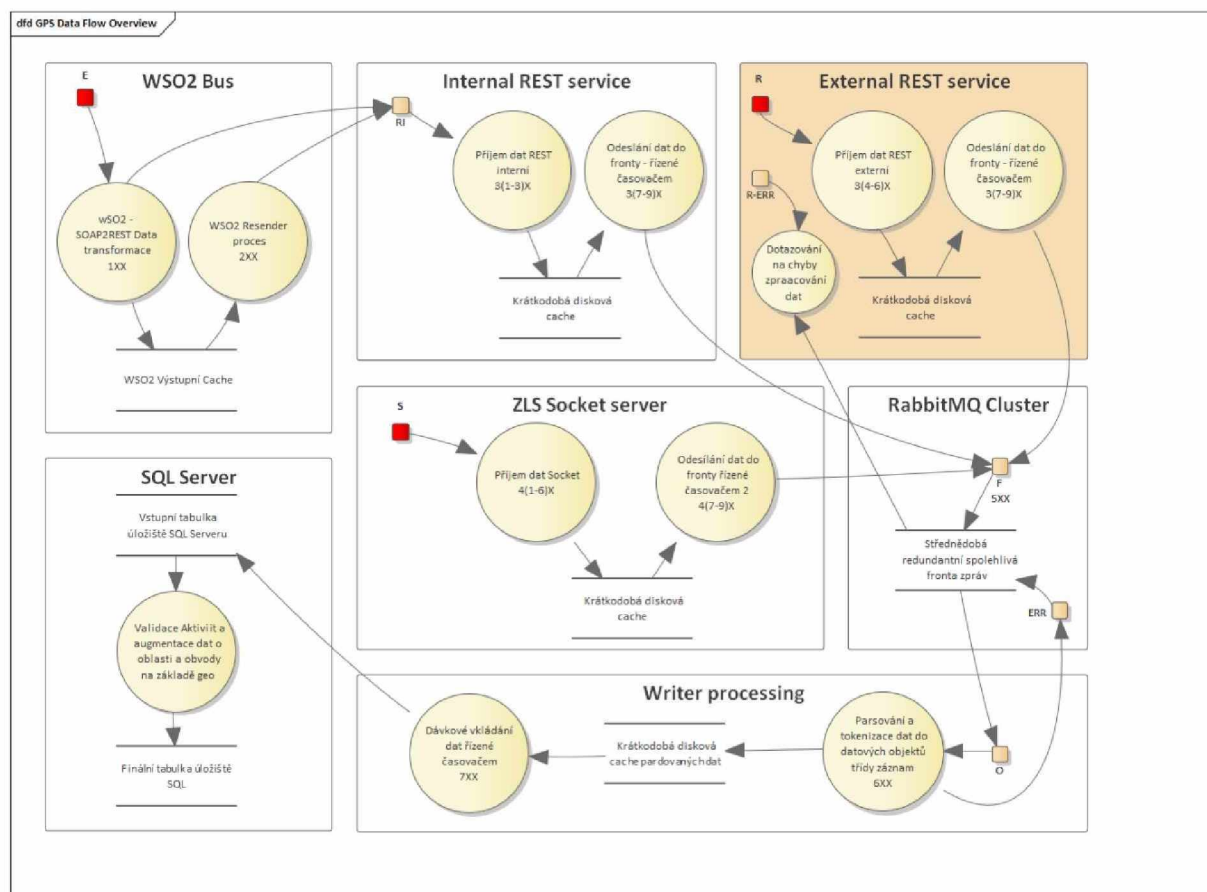 dfd GPS Data Flow Overview
WSO2 Bus
E
wSO2 -
SOAP2REST Data
transformace
1XX
WSO2 Resender
proces
2XX
WSO2 Výstupní Cache
Internal REST service
RI
Příjem dat REST
interní
3(1-3)X
Odeslání dat do
fronty - řízené
časovačem
3(7-9)X
Krátkodobá disková
cache
External REST service
R
R-ERR
Příjem dat REST
externí
3(4-6)X
Odeslání dat do
fronty - řízené
časovačem
3(7-9)X
Dotazování
na chyby
zpraacování
dat
Krátkodobá disková
cache
ZLS Socket server
S
Příjem dat Socket
4(1-6)X
Odesílání dat do
fronty řízené
časovačem 2
4(7-9)X
Krátkodobá disková
cache
RabbitMQ Cluster
F
5XX
Střednědobá
redundantní spolehlivá
fronta zpráv
ERR
SQL Server
Vstupní tabulka
úložiště SQL Serveru
Validace Aktiviit a
augmentace dat o
oblasti a obvody
na základě geo
Finální tabulka úložiště
SQL
Writer processing
Dávkové vkládání
dat řízené
časovačem
7XX
Krátkodobá disková
cache pardovaných dat
Parsování a
tokenizace dat do
datových objektů
třídy záznam
6XX
O